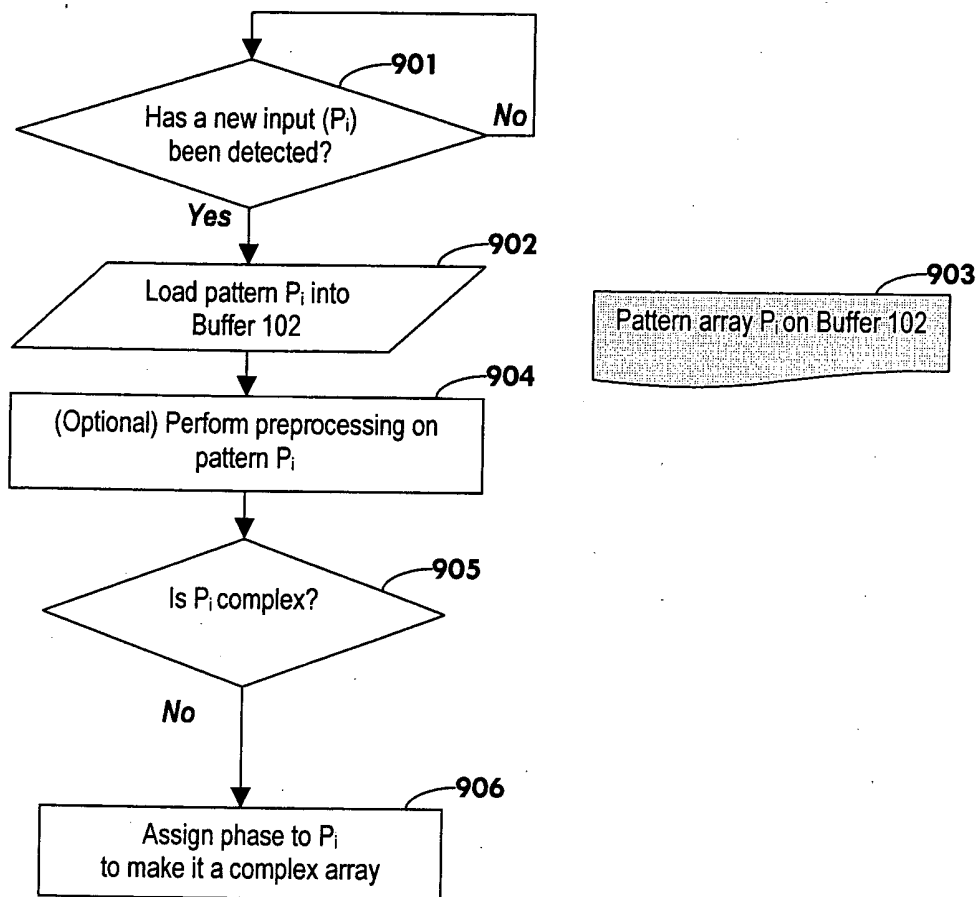 901
Has a new input (Pi)
been detected?
No
Yes
902
Load pattern Pi into
Buffer 102
903
Pattern array Pi on Buffer 102
904
(Optional) Perform preprocessing on
pattern Pi
905
Is Pi complex?
No
906
Assign phase to Pi
to make it a complex array